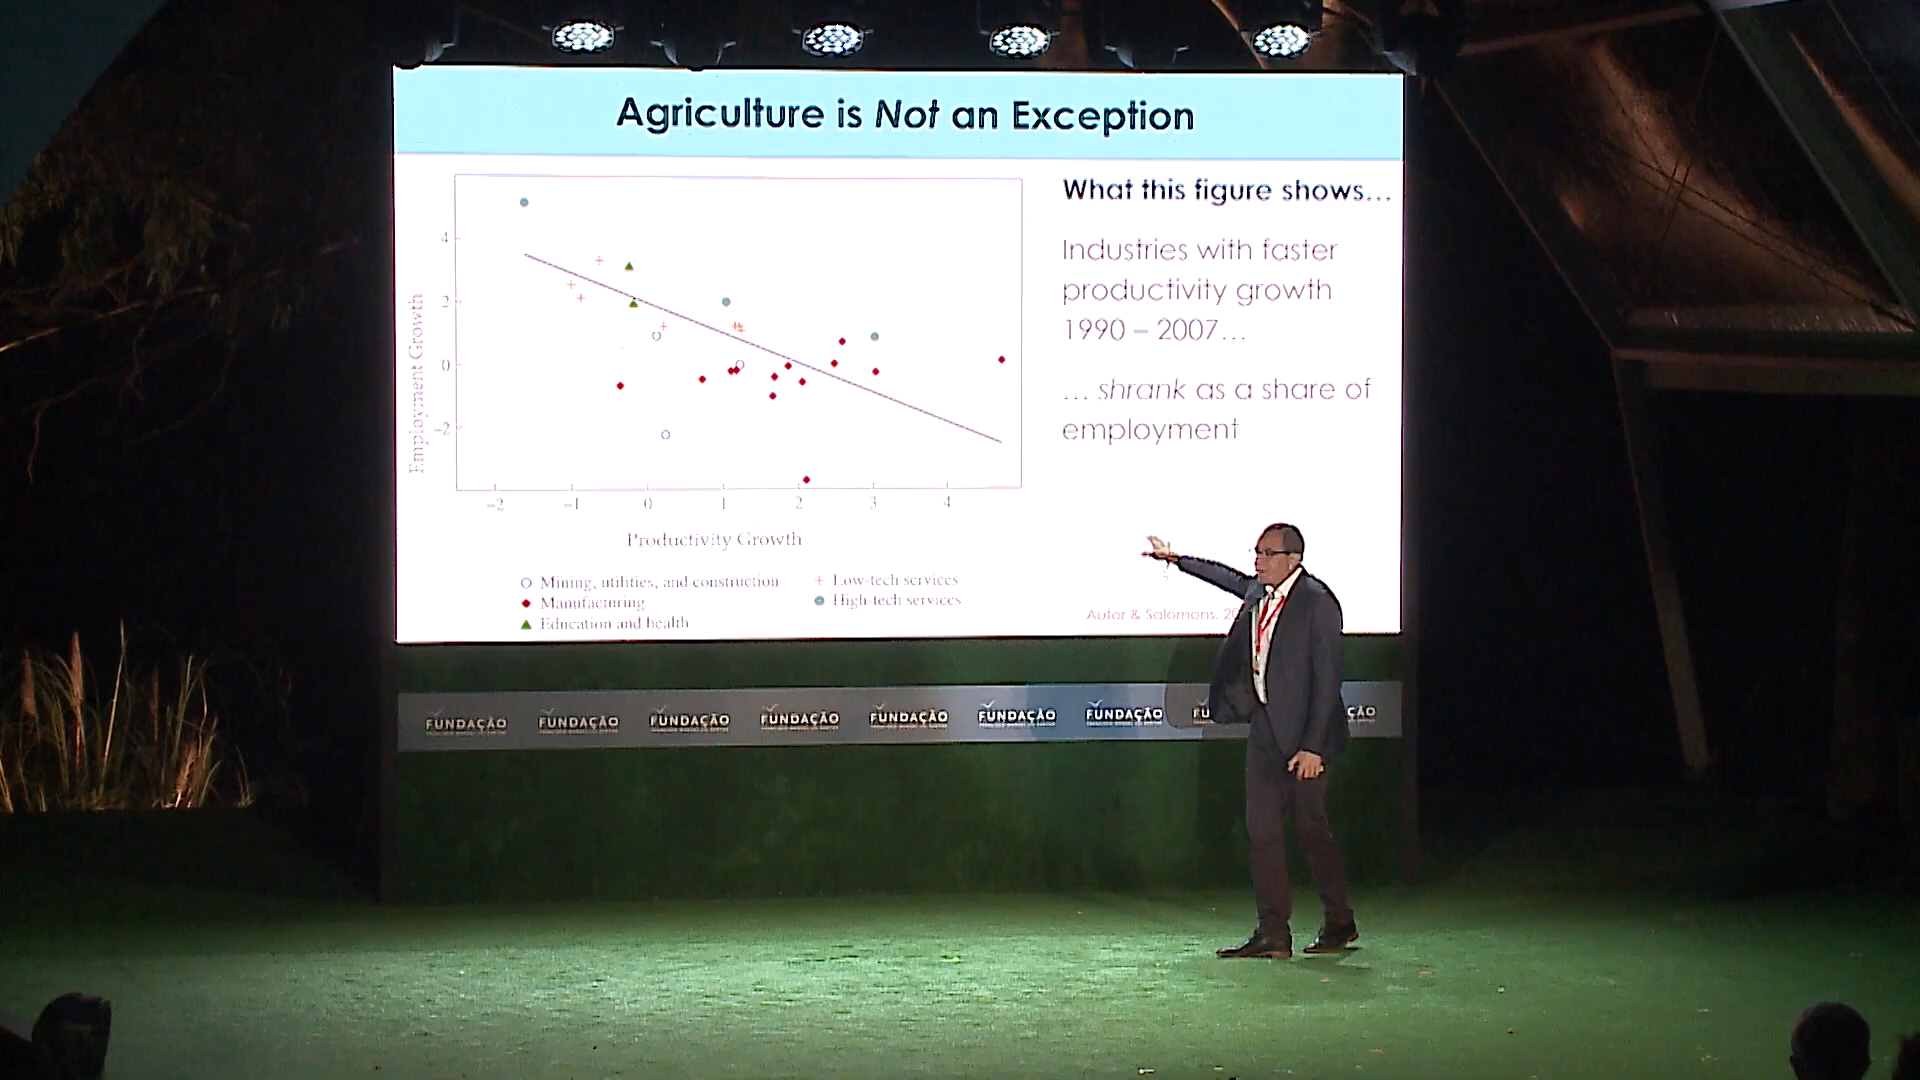 Agriculture is Not an Exception
What this figure shows...
Industries with faster
productivity growth
1990 – 2007...
... shrank as a share of
employment
Employment Growth
4
2
0
−2
−2 −1 0 1 2 3 4
Productivity Growth
Mining, utilities, and construction
Manufacturing
Education and health
Low-tech services
High-tech services
Autor & Salomons, 20
FUNDAÇÃO FUNDAÇÃO FUNDAÇÃO FUNDAÇÃO FUNDAÇÃO FUNDAÇÃO FUNDAÇÃO FU ÇÃO